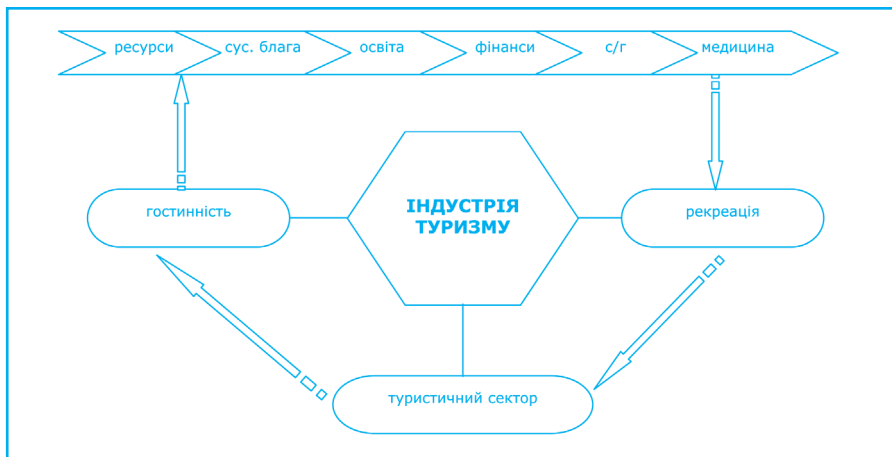 ресурси сус. блага освіта фінанси с/г медицина
гостинність
ІНДУСТРІЯ
ТУРИЗМУ
рекреація
туристичний сектор